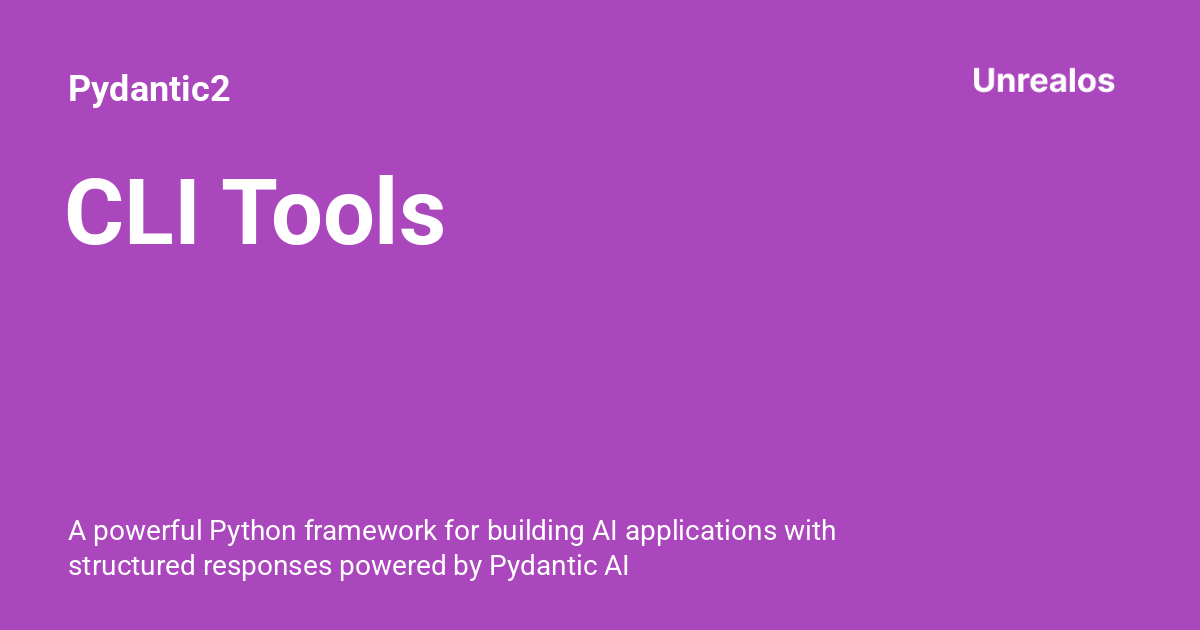 Pydantic2
Unrealos
CLI Tools
A powerful Python framework for building AI applications with
structured responses powered by Pydantic AI